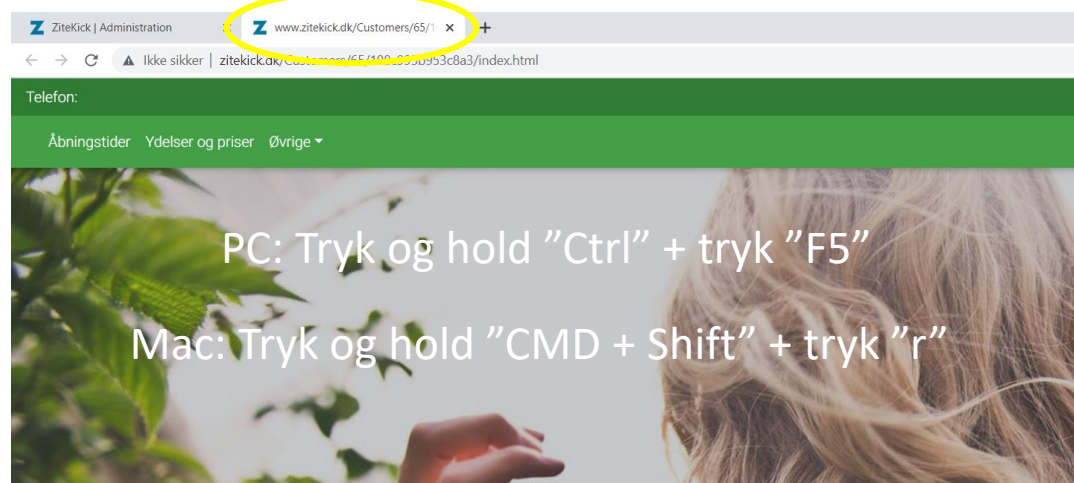 ZiteKick | Administration
www.zitekick.dk/Customers/65/1
Ikke sikker | zitekick.dk/Customers/65/ /index.html
Telefon:
Åbningstider Ydelser og priser Øvrige
PC: Tryk og hold ”Ctrl” + tryk ”F5”
Mac: Tryk og hold ”CMD + Shift” + tryk ”r”